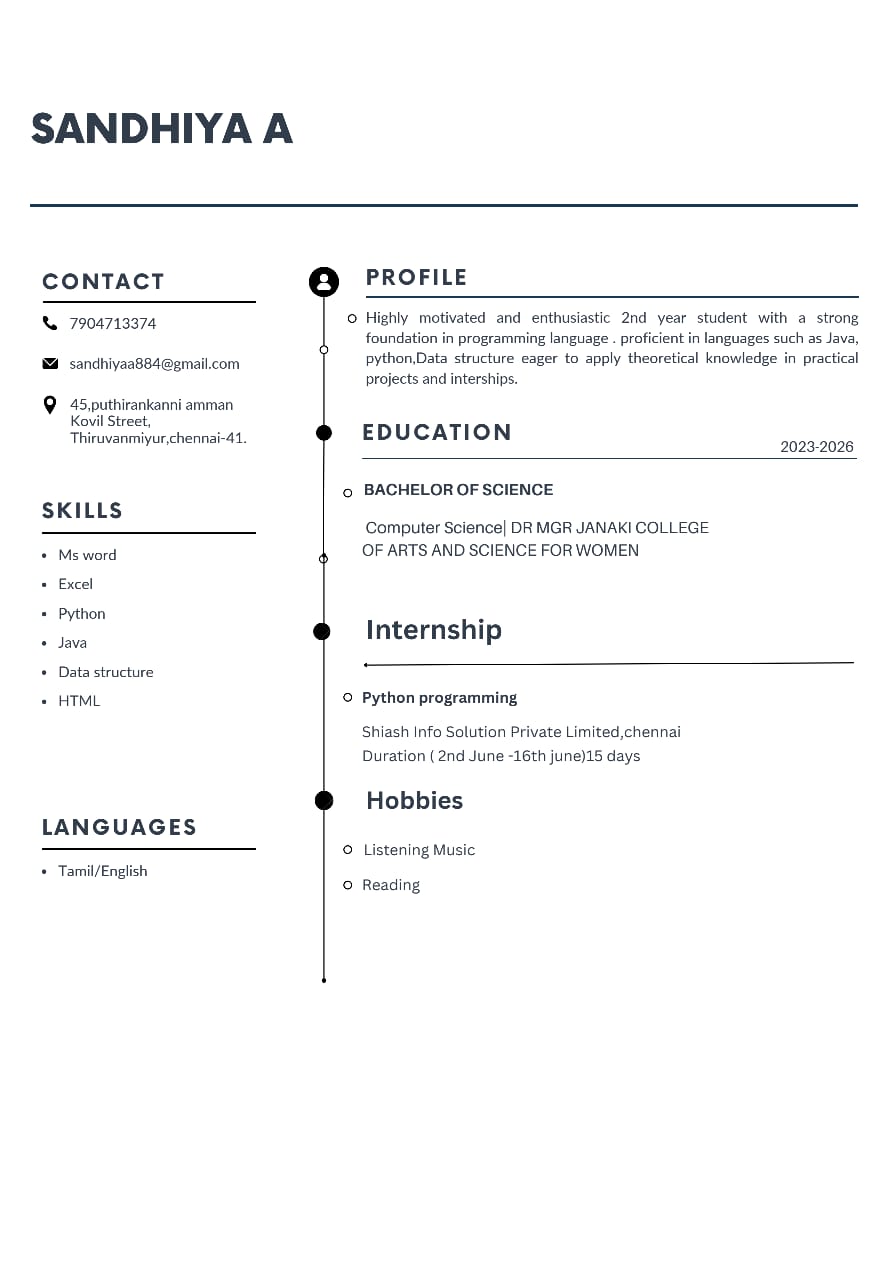 SANDHIYA A
CONTACT
7904713374
sandhiyaa884@gmail.com
45,puthirankanni amman
Kovil Street,
Thiruvanmiyur,chennai-41.
SKILLS
• Ms word
• Excel
• Python
• Java
• Data structure
• HTML
LANGUAGES
• Tamil/English
PROFILE
Highly motivated and enthusiastic 2nd year student with a strong
foundation in programming language . proficient in languages such as Java,
python,Data structure eager to apply theoretical knowledge in practical
projects and interships.
EDUCATION
2023-2026
BACHELOR OF SCIENCE
Computer Science| DR MGR JANAKI COLLEGE
OF ARTS AND SCIENCE FOR WOMEN
Internship
Python programming
Shiash Info Solution Private Limited,chennai
Duration ( 2nd June -16th june)15 days
Hobbies
Listening Music
Reading